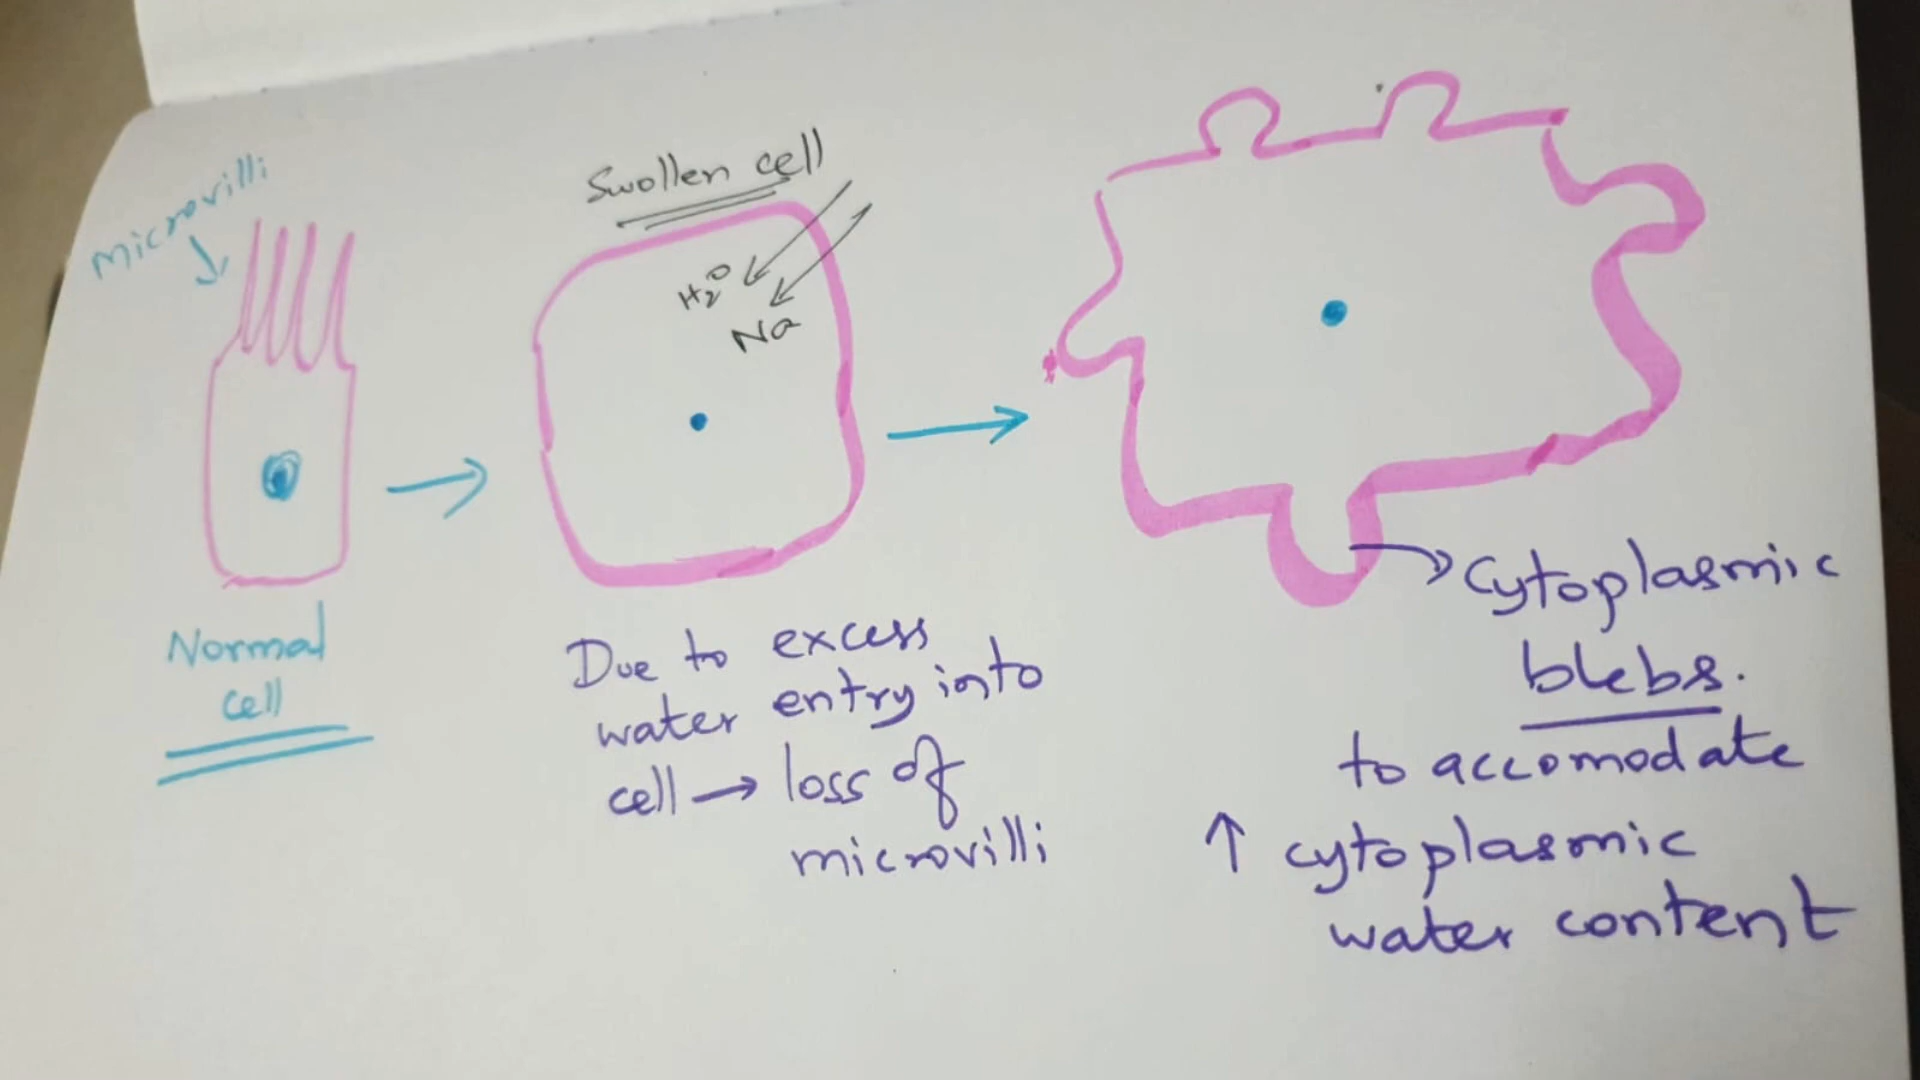 microvilli
Normal
cell
Swollen cell
H₂O
Na
Due to excess
water entry into
cell → loss of
microvilli
Cytoplasmic
blebs.
to accomodate
↑ cytoplasmic
water content